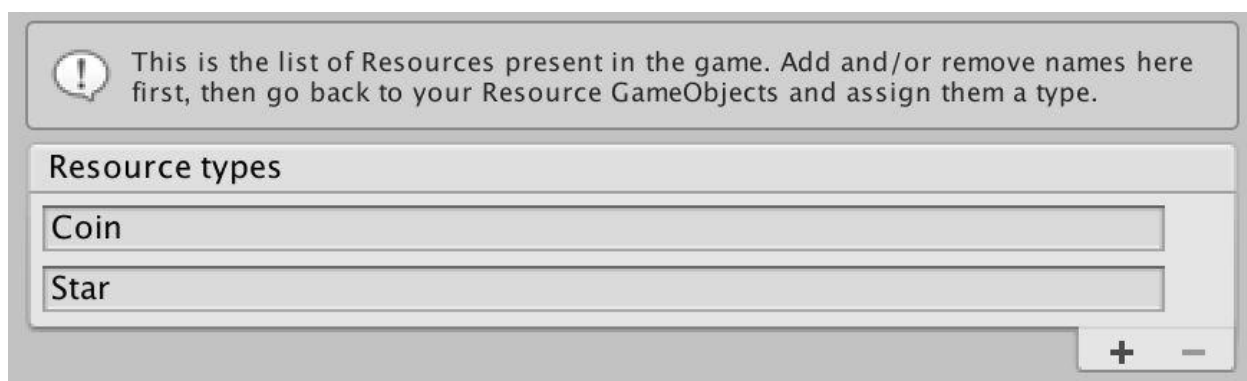 This is the list of Resources present in the game. Add and/or remove names here
first, then go back to your Resource GameObjects and assign them a type.
Resource types
Coin
Star